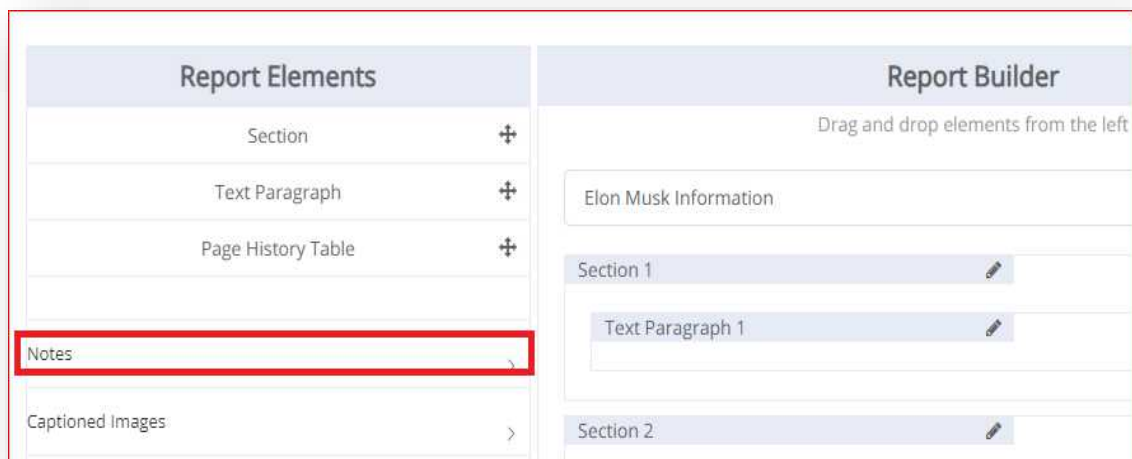 Report Elements
Section
Text Paragraph
Page History Table
Notes
Captioned Images
Report Builder
Drag and drop elements from the left
Elon Musk Information
Section 1
Text Paragraph 1
Section 2